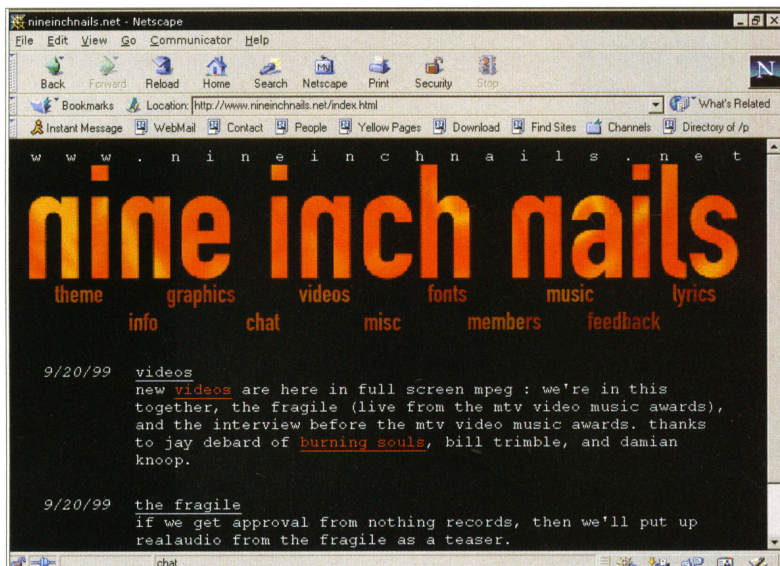 nineinchnails.net - Netscape
File Edit View Go Communicator Help
Back Forward Reload Home Search Netscape Print Security Stop
N
Bookmarks Location: http://www.nineinchnails.net/index.html What's Related
Instant Message WebMail Contact People Yellow Pages Download Find Sites Channels Directory of /p
www.nineinchnails.net
nine inch nails
theme graphics videos fonts music lyrics
info chat misc members feedback
9/20/99 videos
new videos are here in full screen mpeg : we're in this
together, the fragile (live from the mtv video music awards),
and the interview before the mtv video music awards. thanks
to jay debard of burning souls, bill trimble, and damian
knoop.
9/20/99 the fragile
if we get approval from nothing records, then we'll put up
realaudio from the fragile as a teaser.
chat